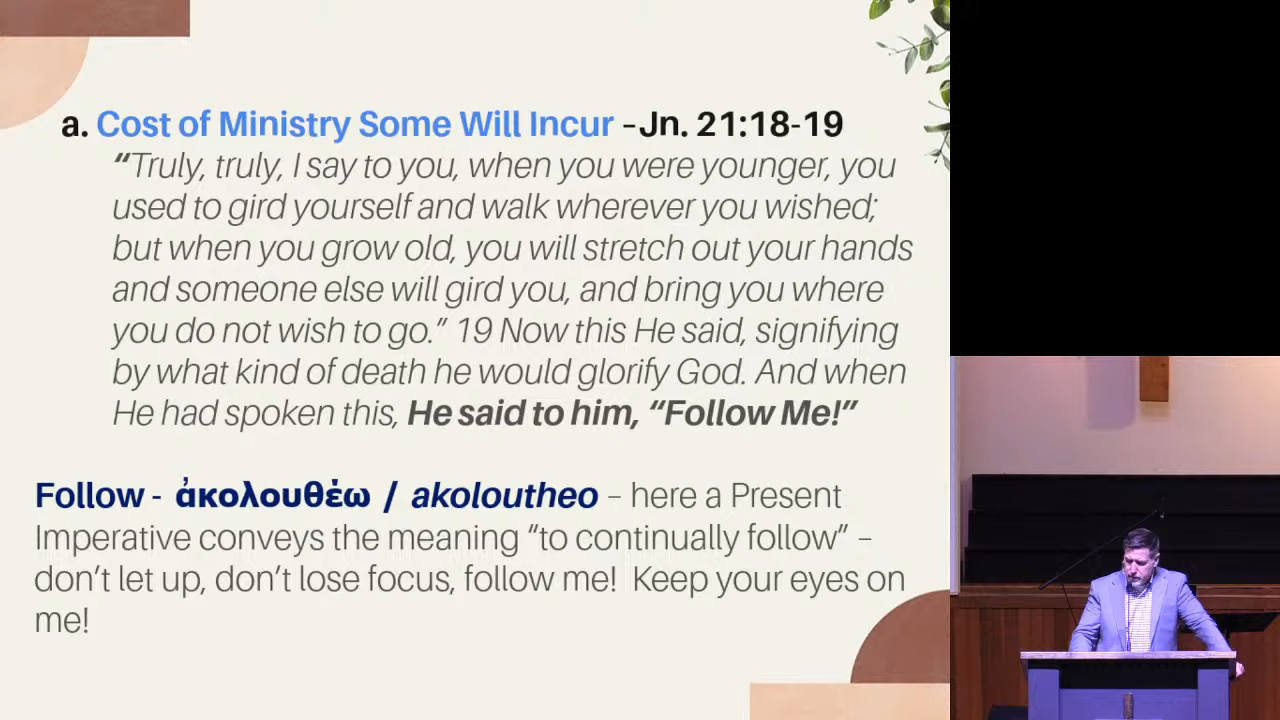 a. Cost of Ministry Some Will Incur –Jn. 21:18-19
“Truly, truly, I say to you, when you were younger, you
used to gird yourself and walk wherever you wished;
but when you grow old, you will stretch out your hands
and someone else will gird you, and bring you where
you do not wish to go.” 19 Now this He said, signifying
by what kind of death he would glorify God. And when
He had spoken this, He said to him, “Follow Me!”
Follow - ἀκολουθέω / akoloutheo – here a Present
Imperative conveys the meaning “to continually follow” –
don’t let up, don’t lose focus, follow me! Keep your eyes on
me!